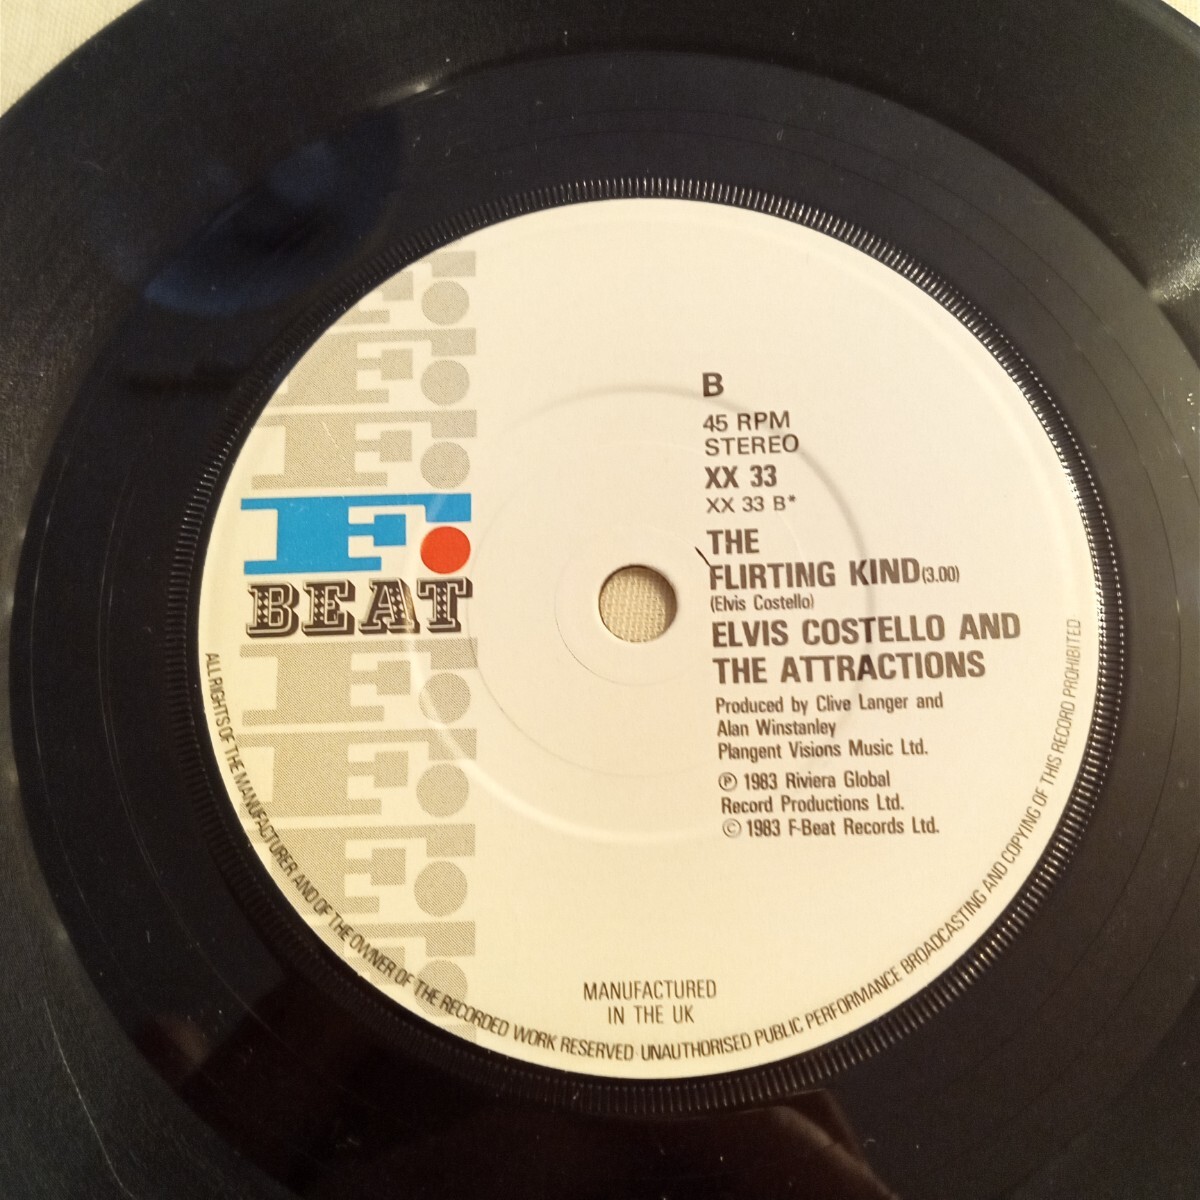 B
45 RPM
STEREO
XX 33
XX 33 B*
THE
FLIRTING KIND (3.00)
(Elvis Costello)
ELVIS COSTELLO AND
THE ATTRACTIONS
Produced by Clive Langer and
Alan Winstanley
Plangent Visions Music Ltd.
Ⓟ 1983 Riviera Global
Record Productions Ltd.
© 1983 F-Beat Records Ltd.
F.
BEAT
MANUFACTURED
IN THE UK
ALL RIGHTS OF THE MANUFACTURER AND OF THE OWNER OF THE RECORDED WORK RESERVED UNAUTHORISED PUBLIC PERFORMANCE BROADCASTING AND COPYING OF THIS RECORD PROHIBITED